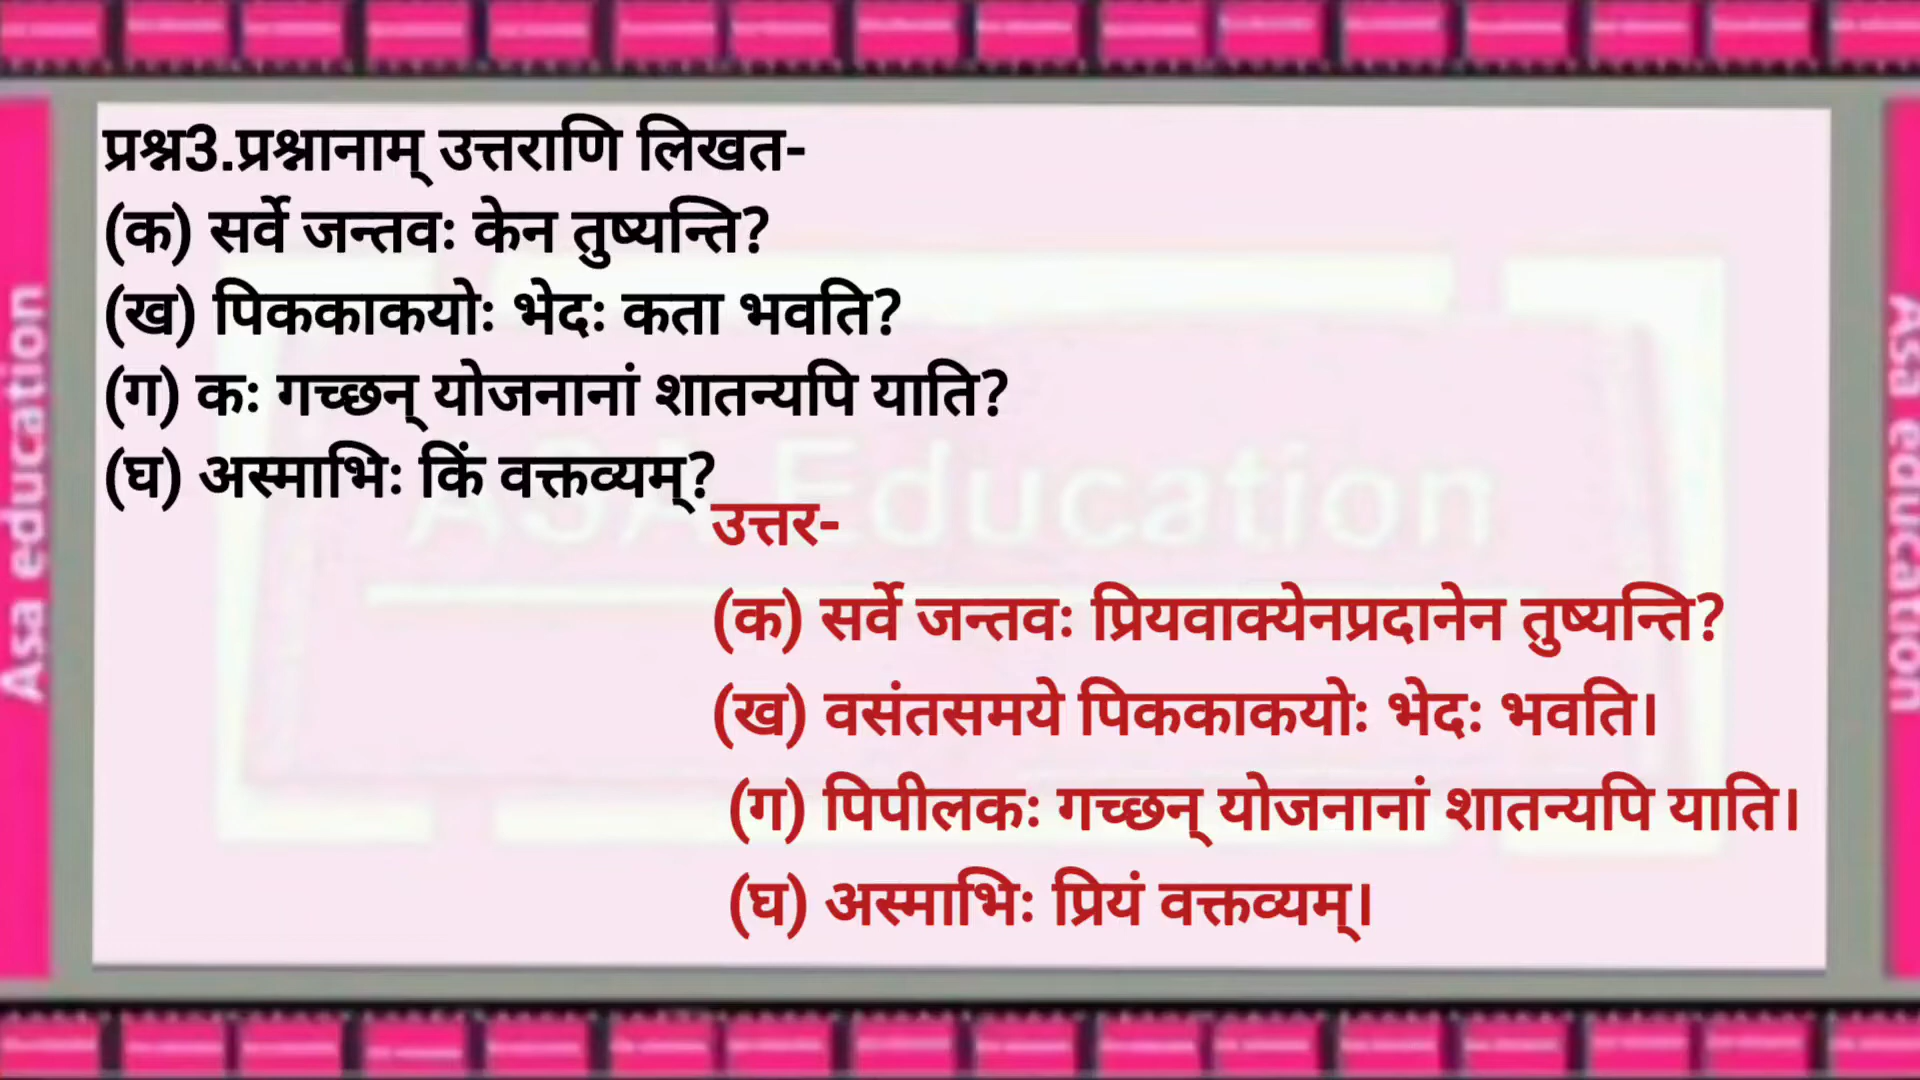 प्रश्न3.प्रश्नानाम् उत्तराणि लिखत-
(क) सर्वे जन्तवः केन तुष्यन्ति?
(ख) पिककाकयोः भेदः कता भवति?
(ग) कः गच्छन् योजनानां शातन्यपि याति?
(घ) अस्माभिः किं वक्तव्यम्?
उत्तर-
(क) सर्वे जन्तवः प्रियवाक्येनप्रदानेन तुष्यन्ति?
(ख) वसंतसमये पिककाकयोः भेदः भवति।
(ग) पिपीलकः गच्छन् योजनानां शातन्यपि याति।
(घ) अस्माभिः प्रियं वक्तव्यम्।
ASA Education
Asa education
Asa education